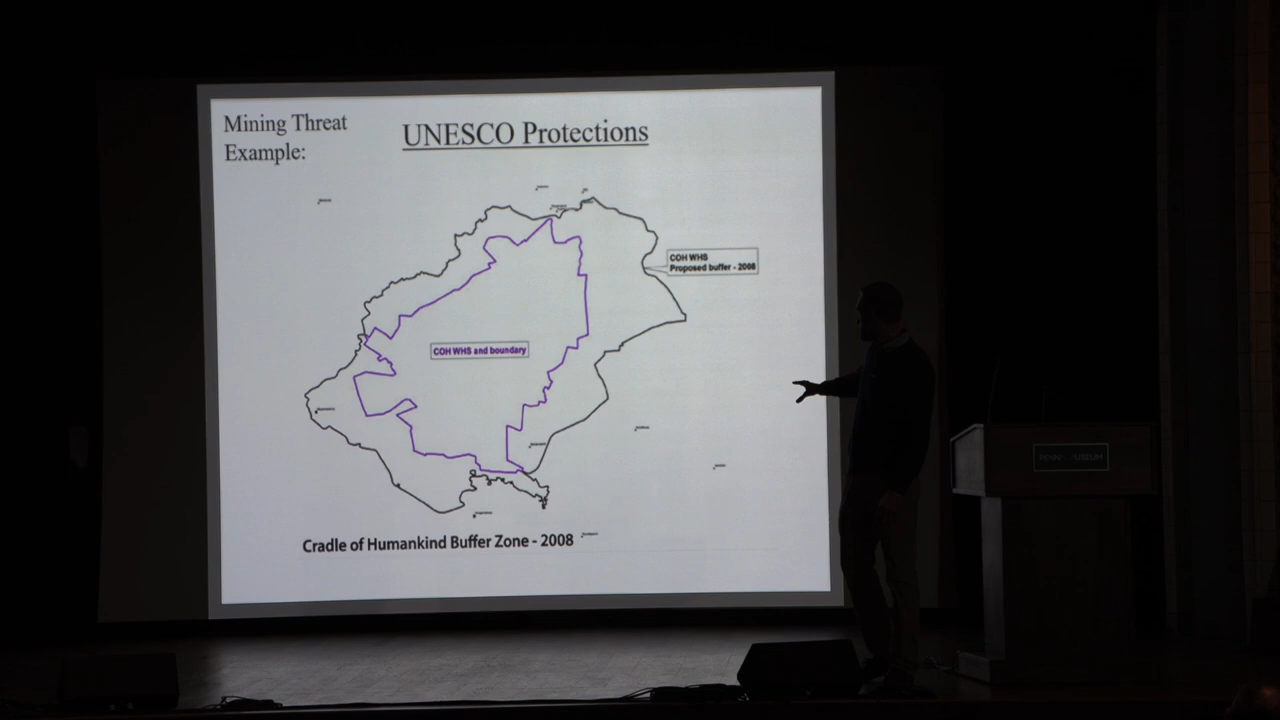 Mining Threat
Example:
UNESCO Protections
COH WHS
Proposed buffer - 2008
COH WHS and boundary
Cradle of Humankind Buffer Zone - 2008